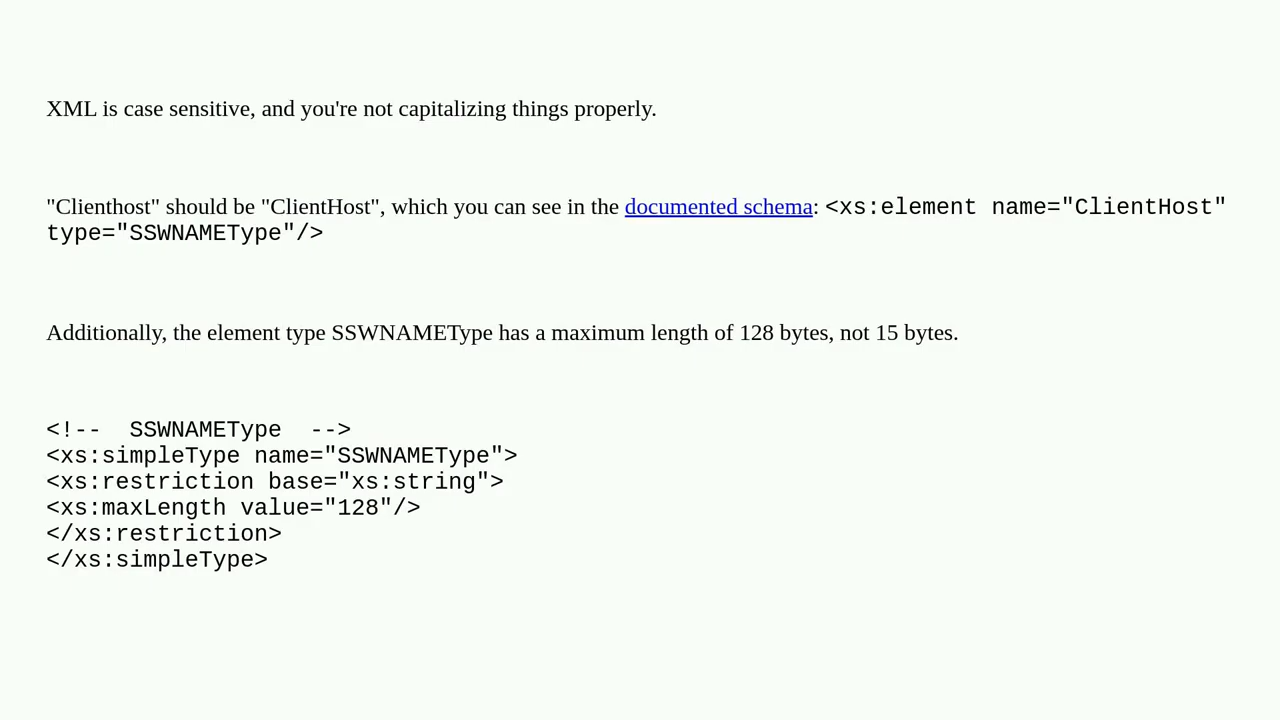 XML is case sensitive, and you're not capitalizing things properly.
"Clienthost" should be "ClientHost", which you can see in the documented schema: <xs:element name="ClientHost"
type="SSWNAMEType"/>
Additionally, the element type SSWNAMEType has a maximum length of 128 bytes, not 15 bytes.
<!--  SSWNAMEType  -->
<xs:simpleType name="SSWNAMEType">
<xs:restriction base="xs:string">
<xs:maxLength value="128"/>
</xs:restriction>
</xs:simpleType>